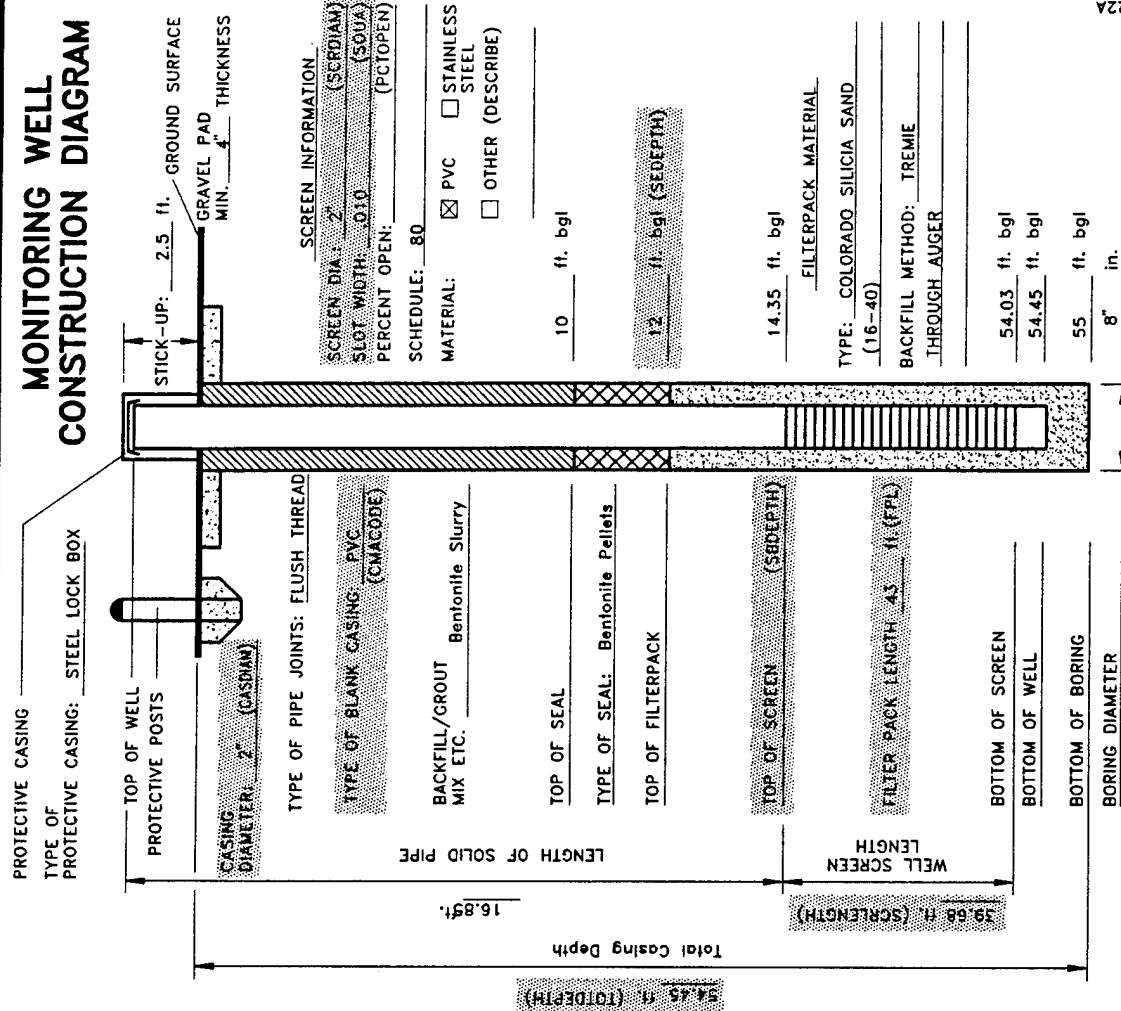 MONITORING WELL
CONSTRUCTION DIAGRAM
PROTECTIVE CASING
TYPE OF
PROTECTIVE CASING: STEEL LOCK BOX
TOP OF WELL
PROTECTIVE POSTS
STICK-UP: 2.5 ft.
GROUND SURFACE
GRAVEL PAD
MIN. 4" THICKNESS
CASING
DIAMETER: 2" (CASDIAM)
TYPE OF PIPE JOINTS: FLUSH THREAD
TYPE OF BLANK CASING: PVC
(CMACODE)
BACKFILL/GROUT
MIX ETC. Bentonite Slurry
SCREEN INFORMATION
SCREEN DIA: 2" (SCRDIAM)
SLOT WIDTH: .010 (SOUA)
PERCENT OPEN: (PCTOPEN)
SCHEDULE: 80
MATERIAL: PVC STAINLESS
STEEL
OTHER (DESCRIBE)
TOP OF SEAL 10 ft. bgl
TYPE OF SEAL: Bentonite Pellets
TOP OF FILTERPACK 12 ft. bgl (SEDEPTH)
TOP OF SCREEN (SBDEPTH) 14.35 ft. bgl
FILTERPACK MATERIAL
TYPE: COLORADO SILICIA SAND
(16-40)
BACKFILL METHOD: TREMIE
THROUGH AUGER
FILTER PACK LENGTH 43 ft.(FPL)
BOTTOM OF SCREEN 54.03 ft. bgl
BOTTOM OF WELL 54.45 ft. bgl
BOTTOM OF BORING 55 ft. bgl
BORING DIAMETER 8" in.
LENGTH OF SOLID PIPE
16.85ft.
WELL SCREEN
LENGTH
39.68 ft. (SCRLENGTH)
Total Casing Depth
54.45 ft. (TOTDEPTH)
22A